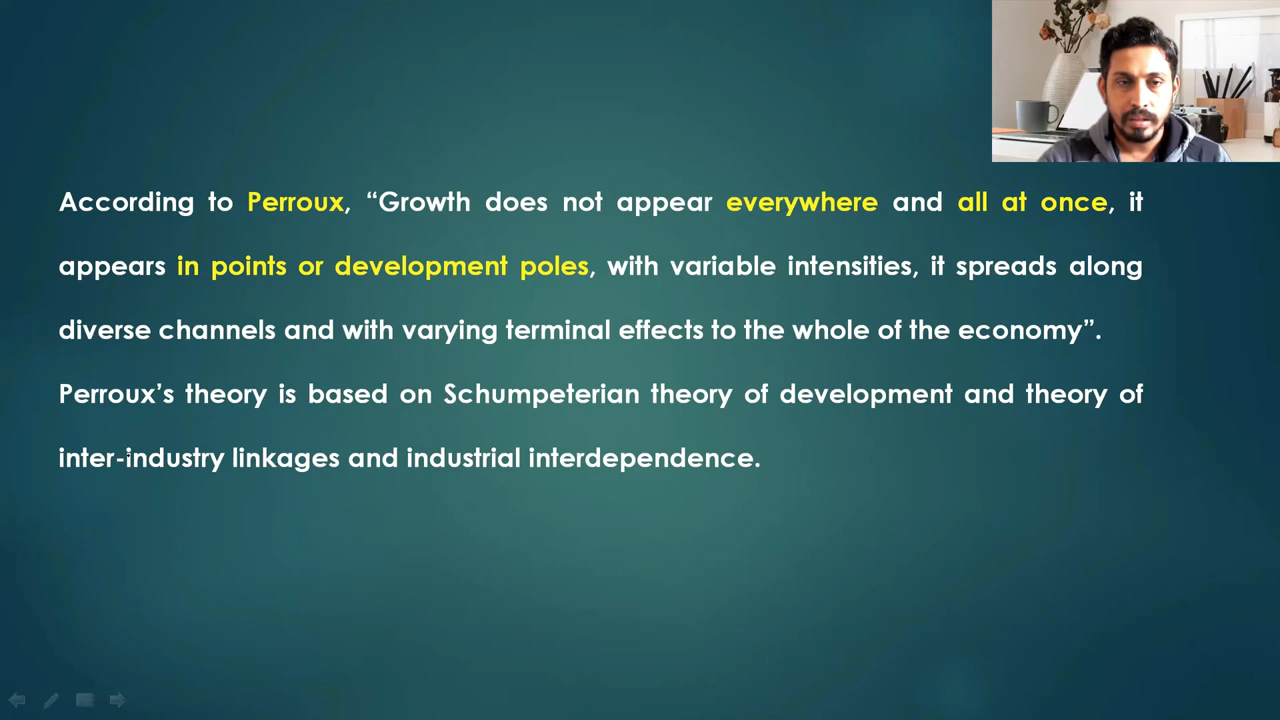 According to Perroux, “Growth does not appear everywhere and all at once, it
appears in points or development poles, with variable intensities, it spreads along
diverse channels and with varying terminal effects to the whole of the economy”.
Perroux’s theory is based on Schumpeterian theory of development and theory of
inter-industry linkages and industrial interdependence.